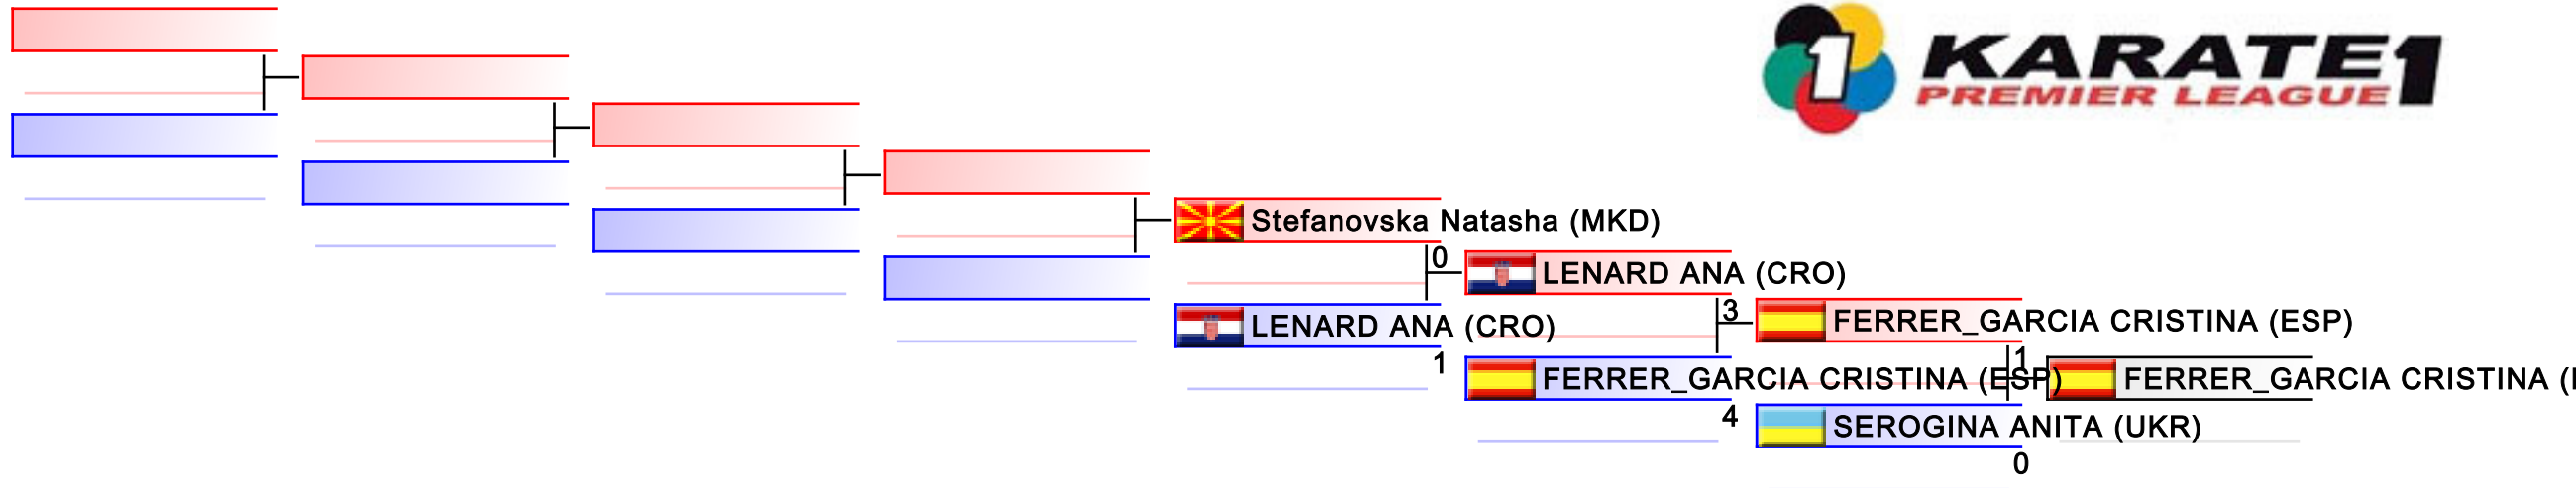 1 KARATE1
PREMIER LEAGUE
Stefanovska Natasha (MKD)
0
LENARD ANA (CRO)
LENARD ANA (CRO)
1
3
FERRER_GARCIA CRISTINA (ESP)
FERRER_GARCIA CRISTINA (ESP)
4
1
FERRER_GARCIA CRISTINA (
SEROGINA ANITA (UKR)
0